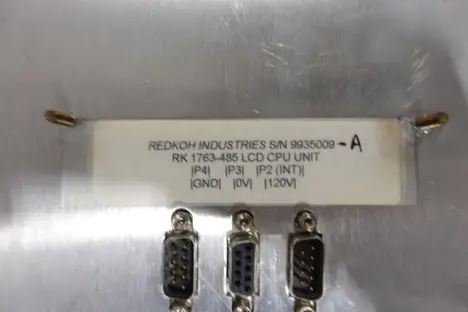 REDKOH INDUSTRIES S/N 9935009-A
RK 1763-485 LCD CPU UNIT
|P4| |P3| |P2 (INT)|
|GND| |0V| |120V|